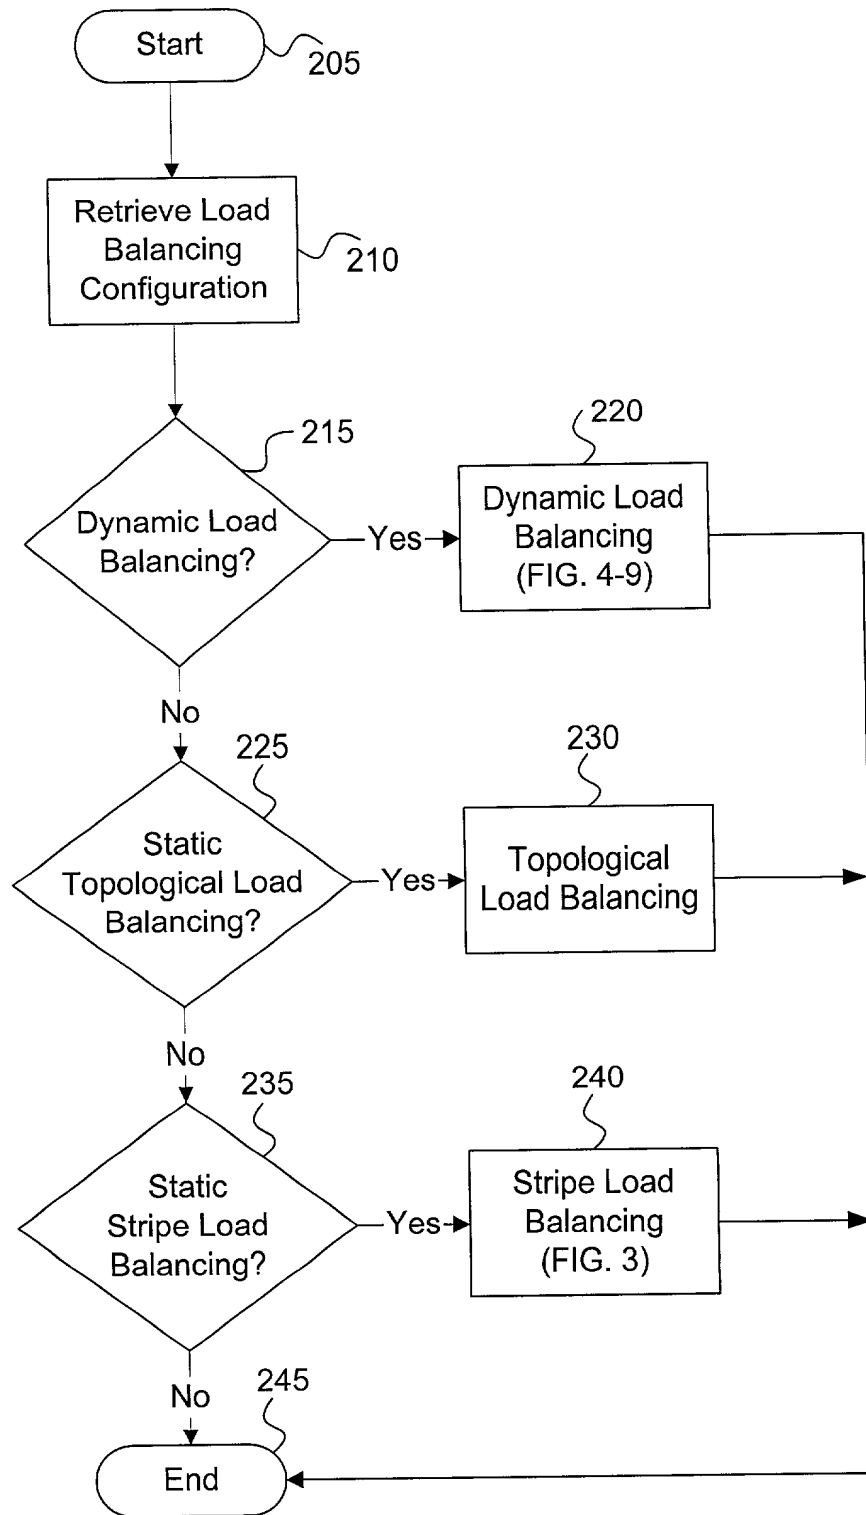 Start
205
Retrieve Load
Balancing
Configuration
210
215
Dynamic Load
Balancing?
Yes
220
Dynamic Load
Balancing
(FIG. 4-9)
No
225
Static
Topological Load
Balancing?
Yes
230
Topological
Load Balancing
No
235
Static
Stripe Load
Balancing?
Yes
240
Stripe Load
Balancing
(FIG. 3)
No
245
End